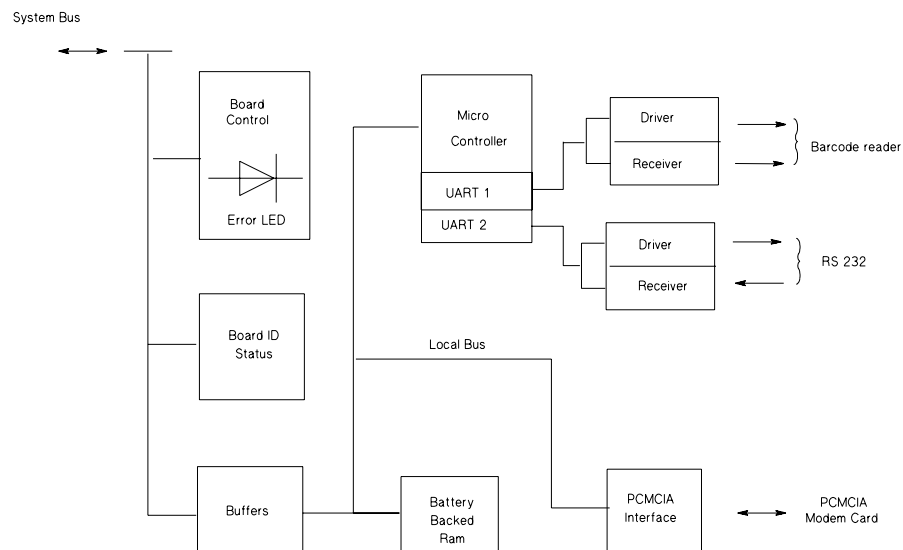 System Bus
Board
Control
Error LED
Micro
Controller
UART 1
UART 2
Driver
Receiver
Barcode reader
Driver
Receiver
RS 232
Board ID
Status
Local Bus
Buffers
Battery
Backed
Ram
PCMCIA
Interface
PCMCIA
Modem Card